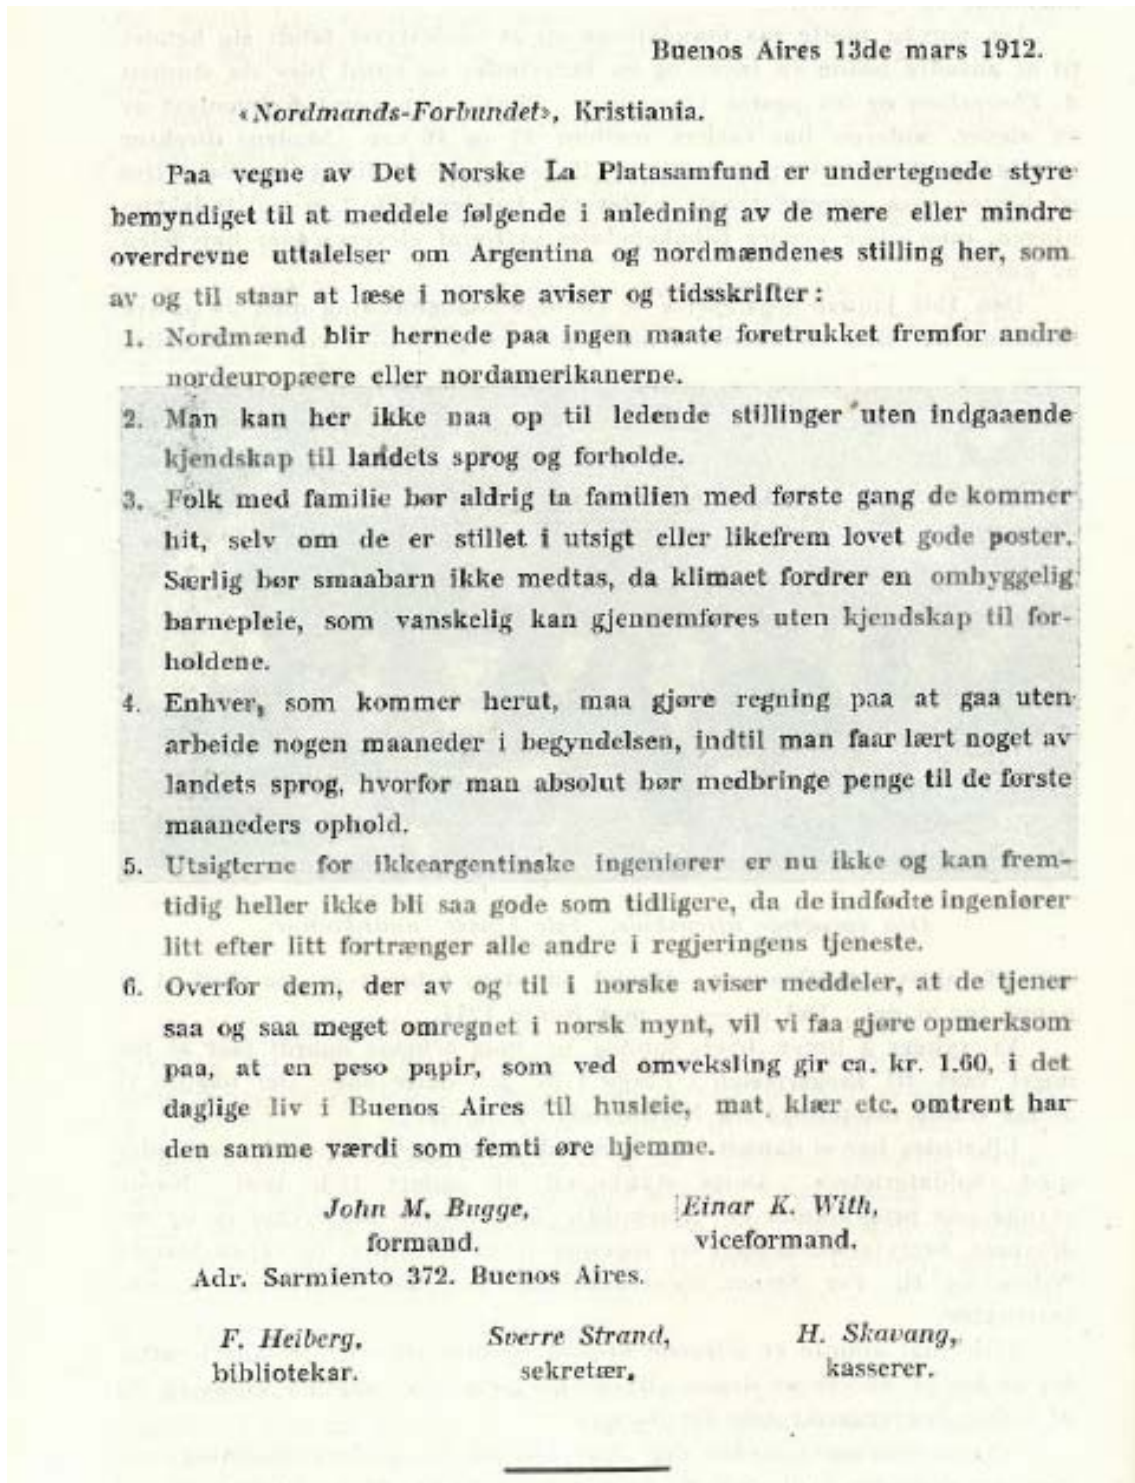 Buenos Aires 13de mars 1912.
«Nordmands-Forbundet», Kristiania.
Paa vegne av Det Norske La Platasamfund er undertegnede styre
bemyndiget til at meddele følgende i anledning av de mere eller mindre
overdrevne uttalelser om Argentina og nordmændenes stilling her, som
av og til staar at læse i norske aviser og tidsskrifter:
1. Nordmænd blir hernede paa ingen maate foretrukket fremfor andre
nordeuropæere eller nordamerikanerne.
2. Man kan her ikke naa op til ledende stillinger uten indgaaende
kjendskap til landets sprog og forholde.
3. Folk med familie bør aldrig ta familien med første gang de kommer
hit, selv om de er stillet i utsigt eller likefrem lovet gode poster.
Særlig bør smaabarn ikke medtas, da klimaet fordrer en omhyggelig
barnepleie, som vanskelig kan gjennemføres uten kjendskap til for-
holdene.
4. Enhver, som kommer herut, maa gjøre regning paa at gaa uten
arbeide nogen maaneder i begyndelsen, indtil man faar lært noget av
landets sprog, hvorfor man absolut bør medbringe penge til de første
maaneders ophold.
5. Utsigterne for ikkeargentinske ingeniører er nu ikke og kan frem-
tidig heller ikke bli saa gode som tidligere, da de indfødte ingeniører
litt efter litt fortrænger alle andre i regjeringens tjeneste.
6. Overfor dem, der av og til i norske aviser meddeler, at de tjener
saa og saa meget omregnet i norsk mynt, vil vi faa gjøre opmerksom
paa, at en peso papir, som ved omveksling gir ca. kr. 1.60, i det
daglige liv i Buenos Aires til husleie, mat, klær etc. omtrent har
den samme værdi som femti øre hjemme.
John M. Bugge, Einar K. With,
formand. viceformand.
Adr. Sarmiento 372. Buenos Aires.
F. Heiberg, Sverre Strand, H. Skavang,
bibliotekar. sekretær, kasserer.